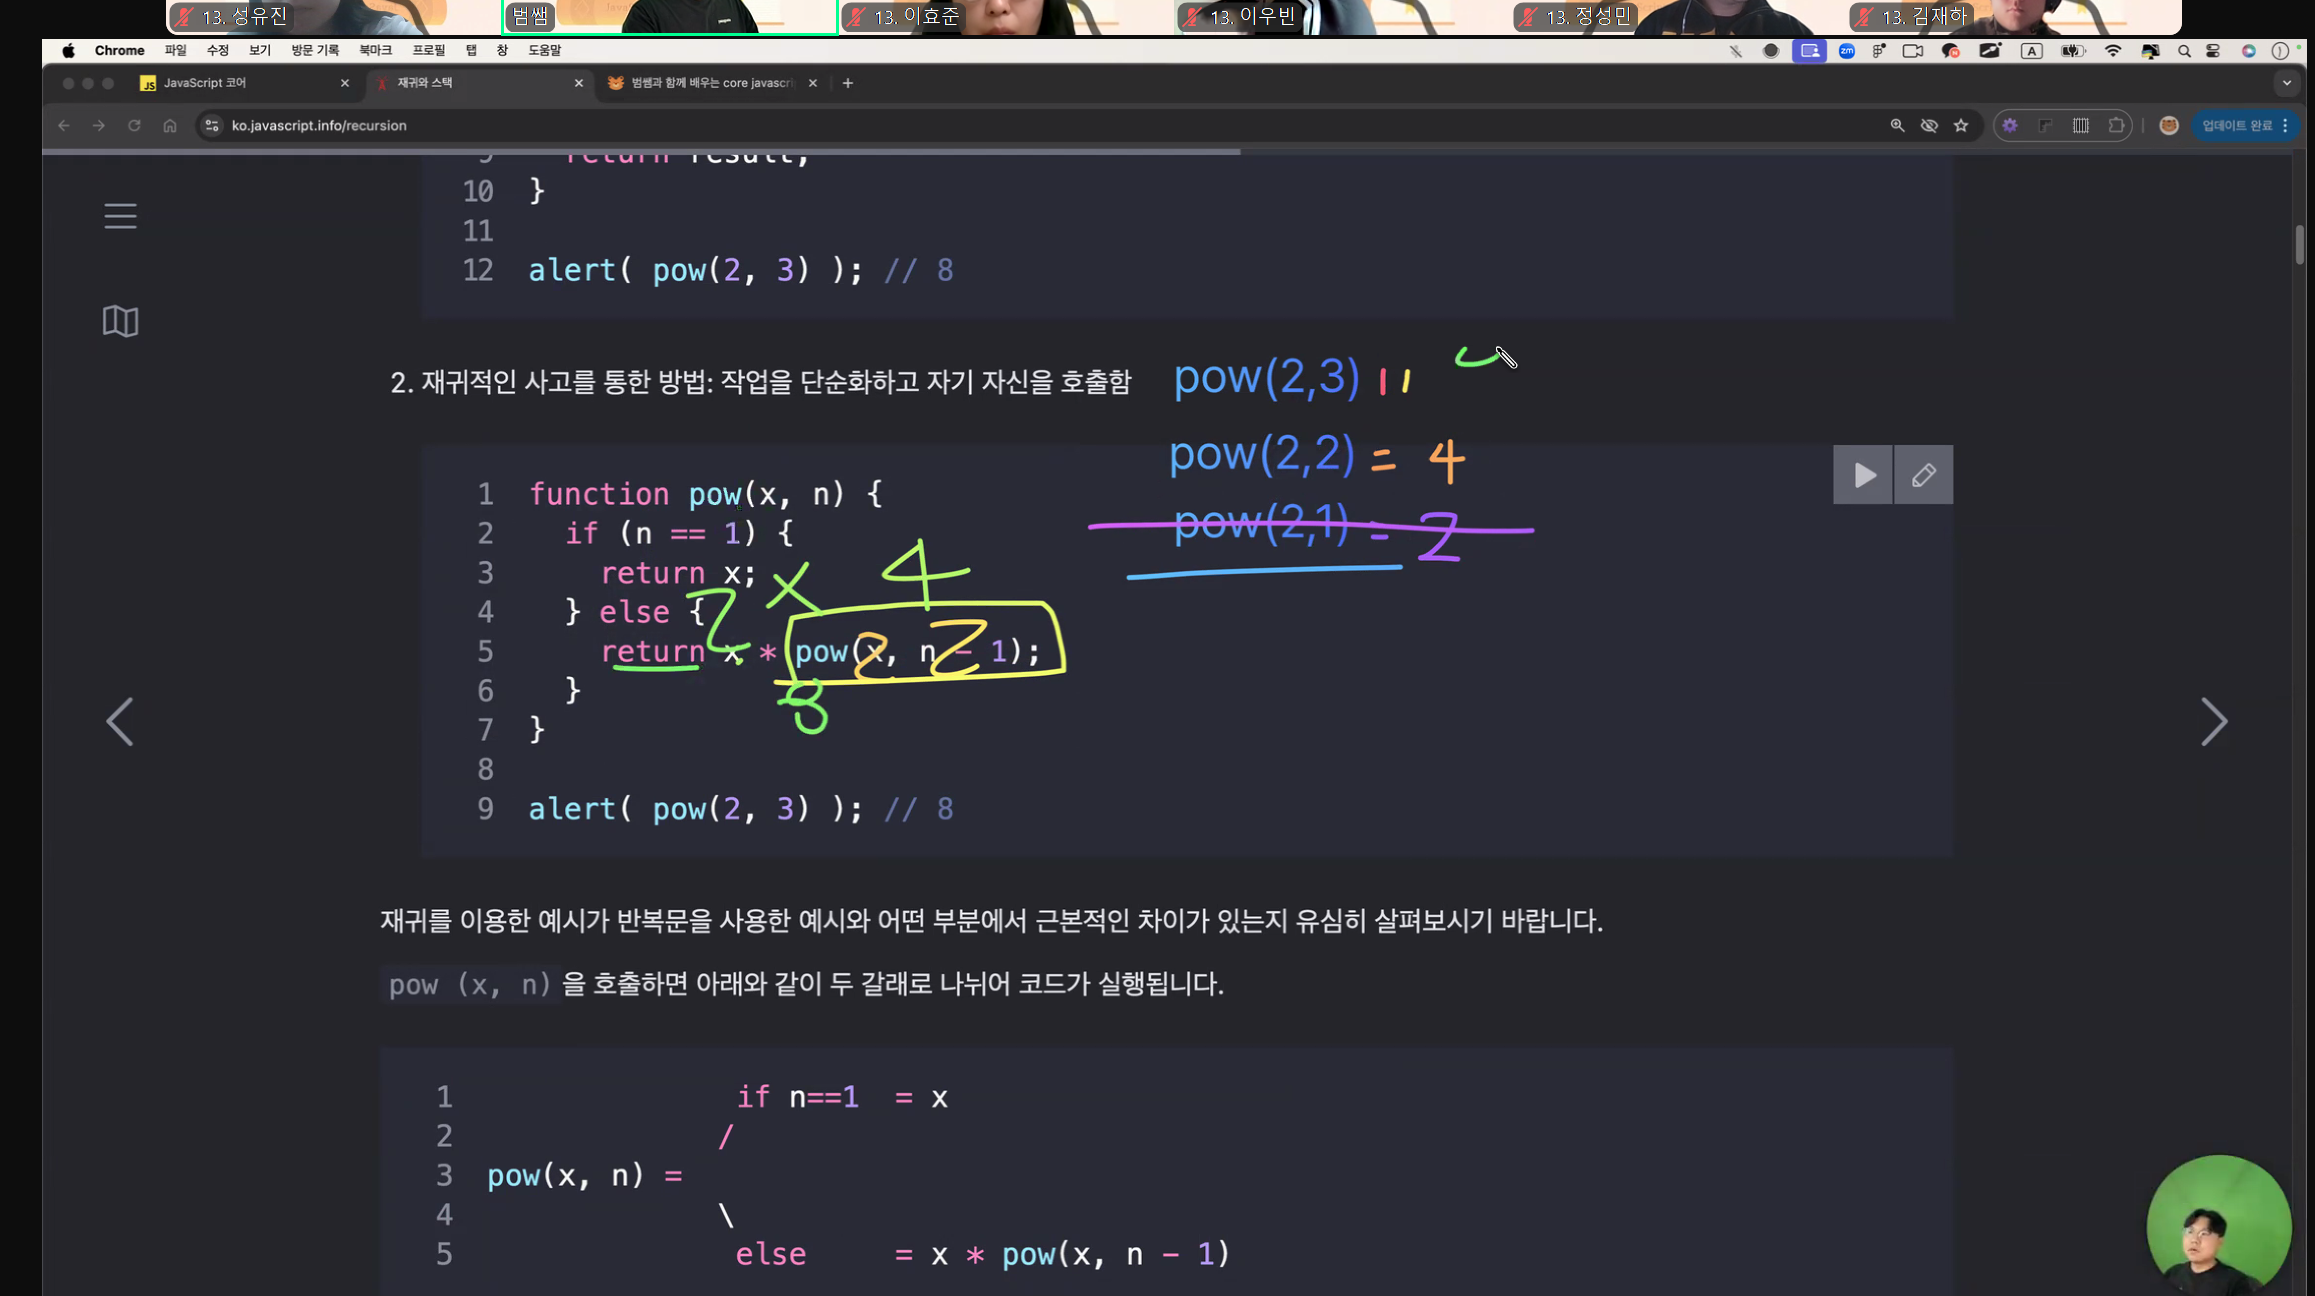 13. 성유진
범쌤
13. 이효준
13. 이우빈
13. 정성민
13. 김재하
Chrome 파일 수정 보기 방문 기록 북마크 프로필 탭 창 도움말
JS JavaScript 코어
재귀와 스택
범쌤과 함께 배우는 core javascri
ko.javascript.info/recursion
업데이트 완료
9 return result;
10 }
11
12 alert( pow(2, 3) ); // 8
2. 재귀적인 사고를 통한 방법: 작업을 단순화하고 자기 자신을 호출함
pow(2,3)
pow(2,2) = 4
pow(2,1) = 2
1 function pow(x, n) {
2 if (n == 1) {
3 return x;
4 } else {
5 return x * pow(x, n - 1);
6 }
7 }
8
9 alert( pow(2, 3) ); // 8
2 X 4
2 2
8
재귀를 이용한 예시가 반복문을 사용한 예시와 어떤 부분에서 근본적인 차이가 있는지 유심히 살펴보시기 바랍니다.
pow (x, n) 을 호출하면 아래와 같이 두 갈래로 나뉘어 코드가 실행됩니다.
1 if n==1 = x
2 /
3 pow(x, n) =
4 \
5 else = x * pow(x, n - 1)